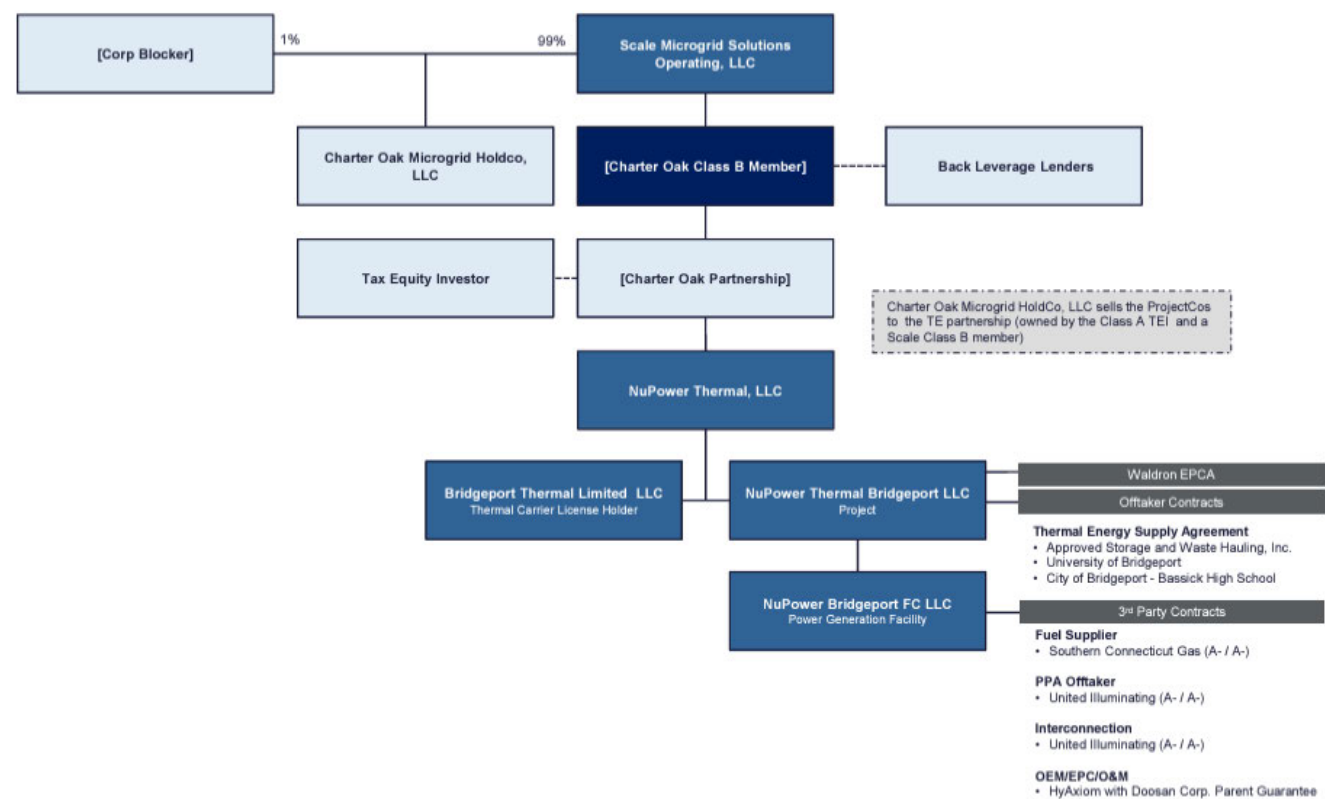 [Corp Blocker]
1%
99%
Scale Microgrid Solutions
Operating, LLC
Charter Oak Microgrid Holdco,
LLC
[Charter Oak Class B Member]
Back Leverage Lenders
Tax Equity Investor
[Charter Oak Partnership]
Charter Oak Microgrid HoldCo, LLC sells the ProjectCos
to the TE partnership (owned by the Class A TEI and a
Scale Class B member)
NuPower Thermal, LLC
Bridgeport Thermal Limited LLC
Thermal Carrier License Holder
NuPower Thermal Bridgeport LLC
Project
Waldron EPCA
Offtaker Contracts
Thermal Energy Supply Agreement
• Approved Storage and Waste Hauling, Inc.
• University of Bridgeport
• City of Bridgeport - Bassick High School
NuPower Bridgeport FC LLC
Power Generation Facility
3rd Party Contracts
Fuel Supplier
• Southern Connecticut Gas (A- / A-)
PPA Offtaker
• United Illuminating (A- / A-)
Interconnection
• United Illuminating (A- / A-)
OEM/EPC/O&M
• HyAxiom with Doosan Corp. Parent Guarantee